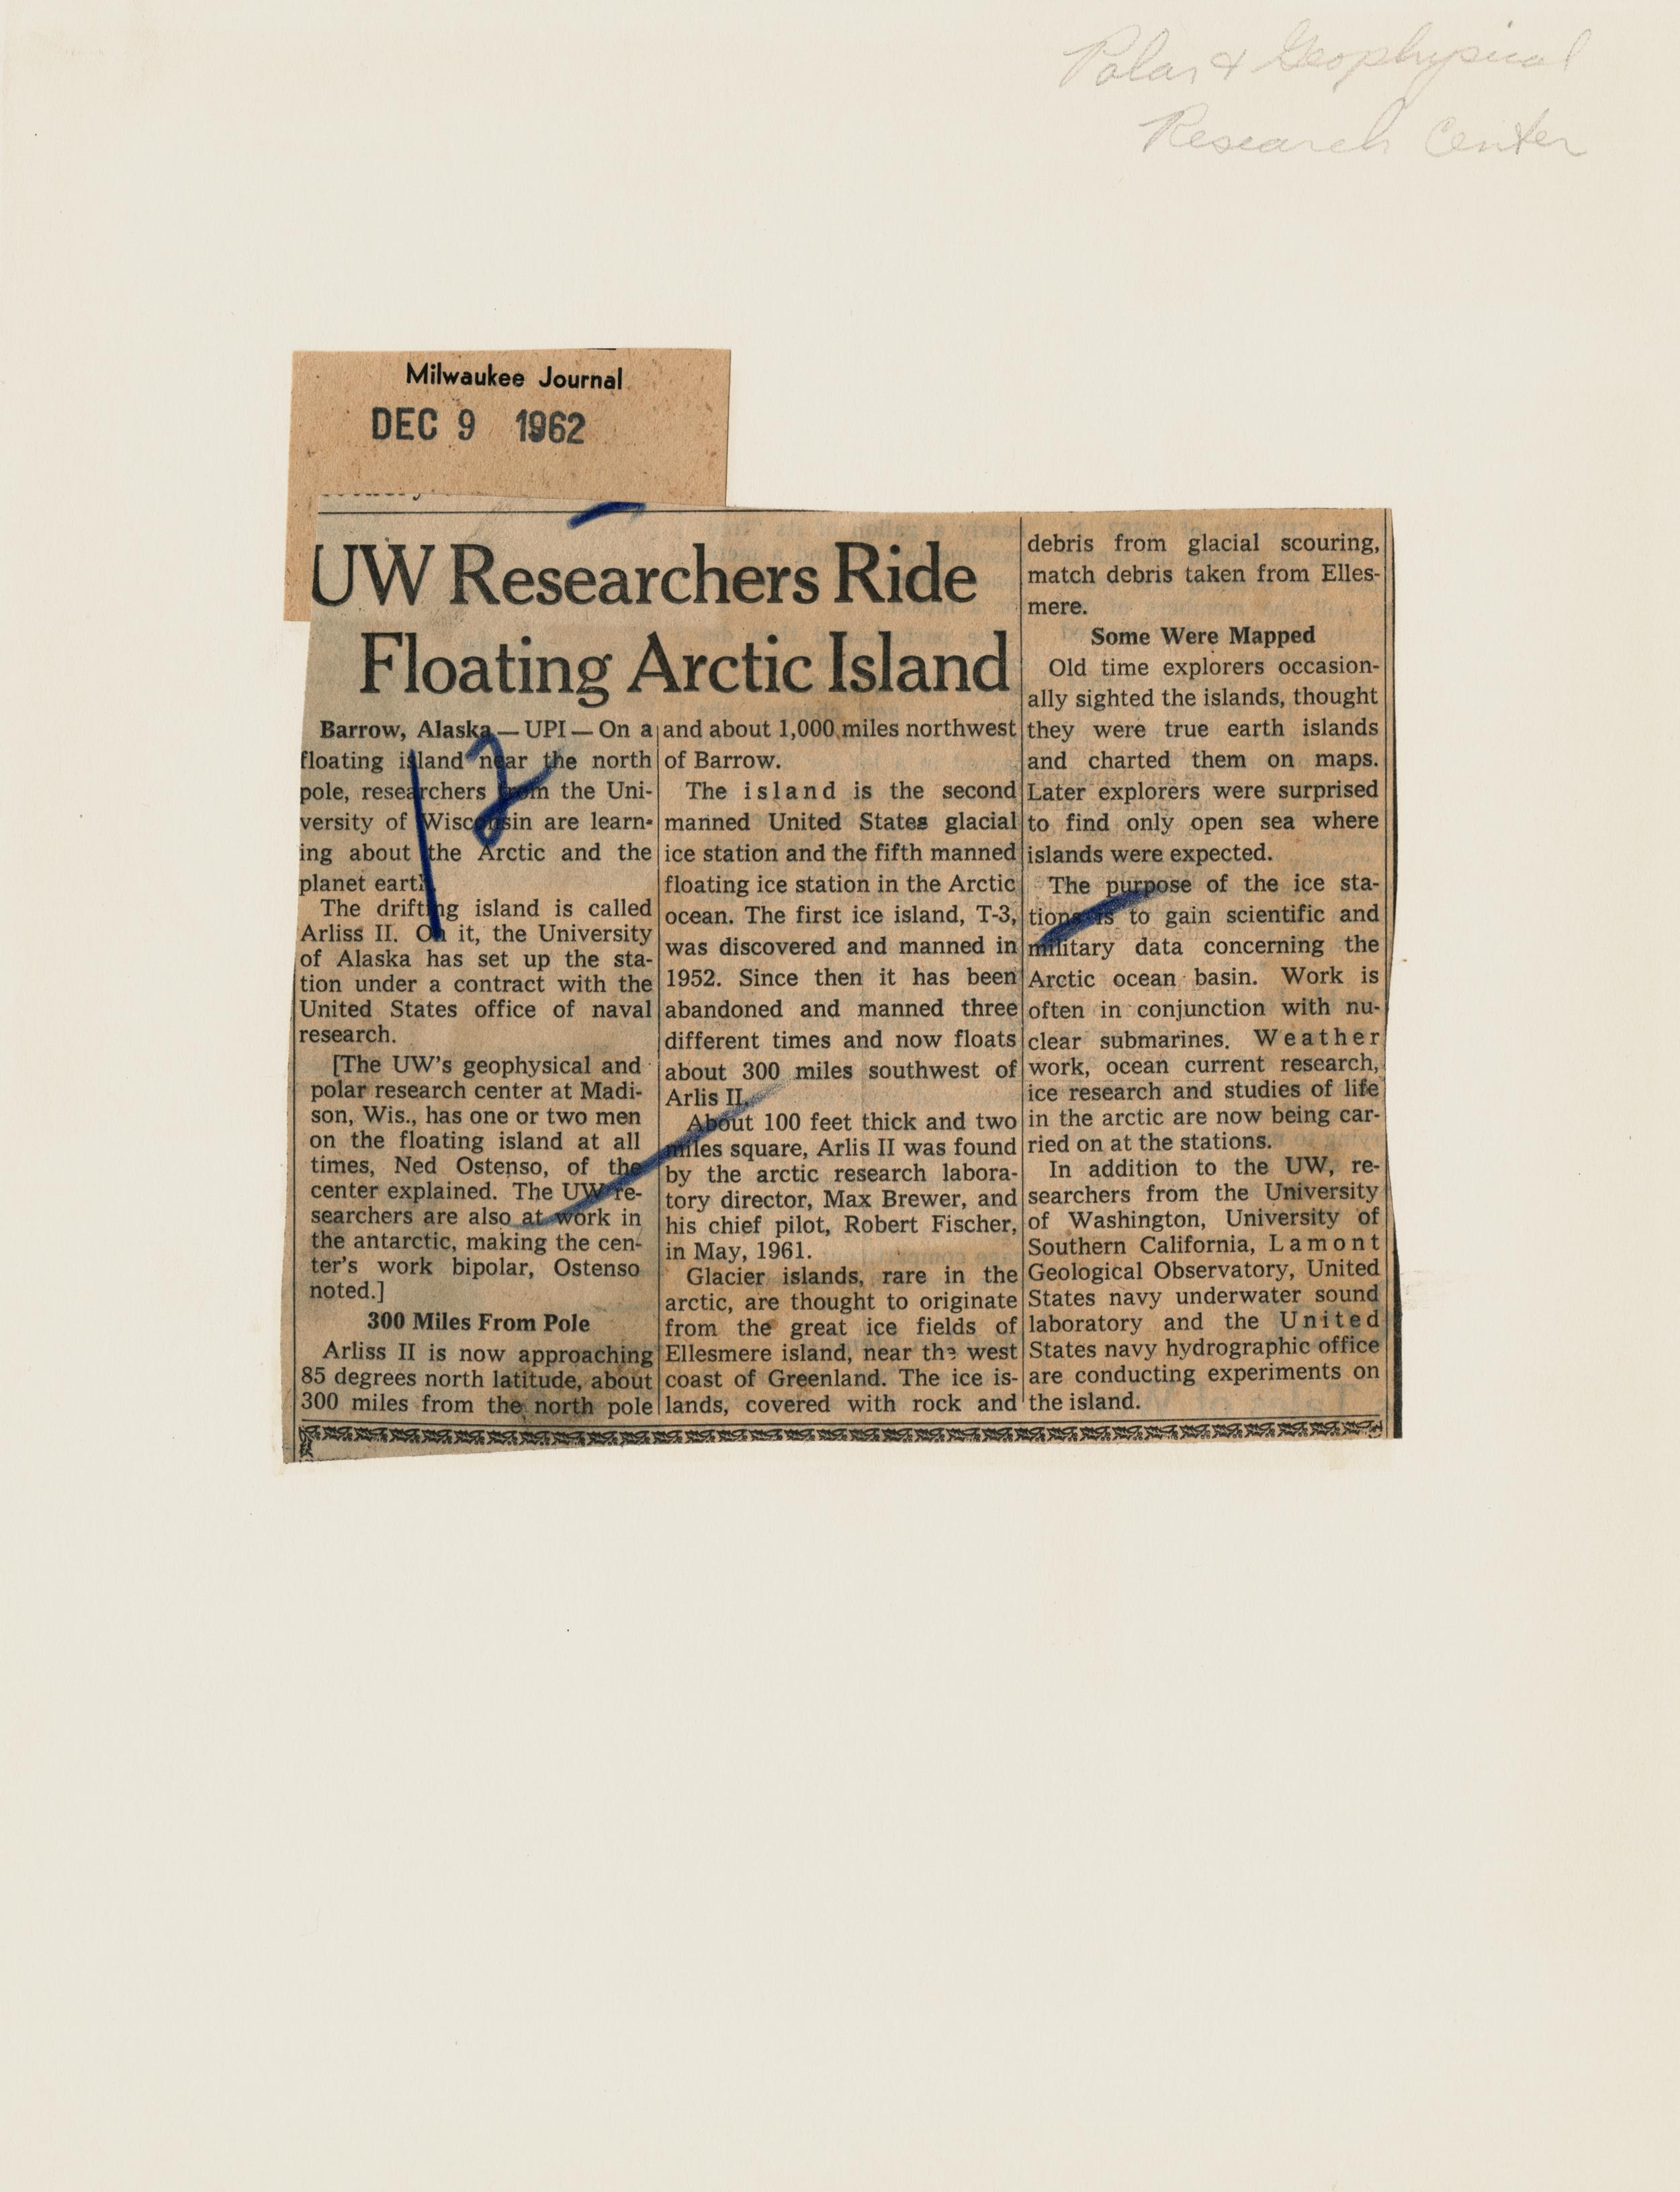 Polar & Geophysical
Research Center
Milwaukee Journal
DEC 9 1962
UW Researchers Ride
Floating Arctic Island
Barrow, Alaska — UPI — On a
floating island near the north
pole, researchers from the Uni-
versity of Wisconsin are learn-
ing about the Arctic and the
planet earth.
The drifting island is called
Arliss II. On it, the University
of Alaska has set up the sta-
tion under a contract with the
United States office of naval
research.
[The UW's geophysical and
polar research center at Madi-
son, Wis., has one or two men
on the floating island at all
times, Ned Ostenso, of the
center explained. The UW re-
searchers are also at work in
the antarctic, making the cen-
ter's work bipolar, Ostenso
noted.]
300 Miles From Pole
Arliss II is now approaching
85 degrees north latitude, about
300 miles from the north pole
and about 1,000 miles northwest
of Barrow.
The island is the second
manned United States glacial
ice station and the fifth manned
floating ice station in the Arctic
ocean. The first ice island, T-3,
was discovered and manned in
1952. Since then it has been
abandoned and manned three
different times and now floats
about 300 miles southwest of
Arlis II.
About 100 feet thick and two
miles square, Arlis II was found
by the arctic research labora-
tory director, Max Brewer, and
his chief pilot, Robert Fischer,
in May, 1961.
Glacier islands, rare in the
arctic, are thought to originate
from the great ice fields of
Ellesmere island, near the west
coast of Greenland. The ice is-
lands, covered with rock and
debris from glacial scouring,
match debris taken from Elles-
mere.
Some Were Mapped
Old time explorers occasion-
ally sighted the islands, thought
they were true earth islands
and charted them on maps.
Later explorers were surprised
to find only open sea where
islands were expected.
The purpose of the ice sta-
tions is to gain scientific and
military data concerning the
Arctic ocean basin. Work is
often in conjunction with nu-
clear submarines. Weather
work, ocean current research,
ice research and studies of life
in the arctic are now being car-
ried on at the stations.
In addition to the UW, re-
searchers from the University
of Washington, University of
Southern California, Lamont
Geological Observatory, United
States navy underwater sound
laboratory and the United
States navy hydrographic office
are conducting experiments on
the island.